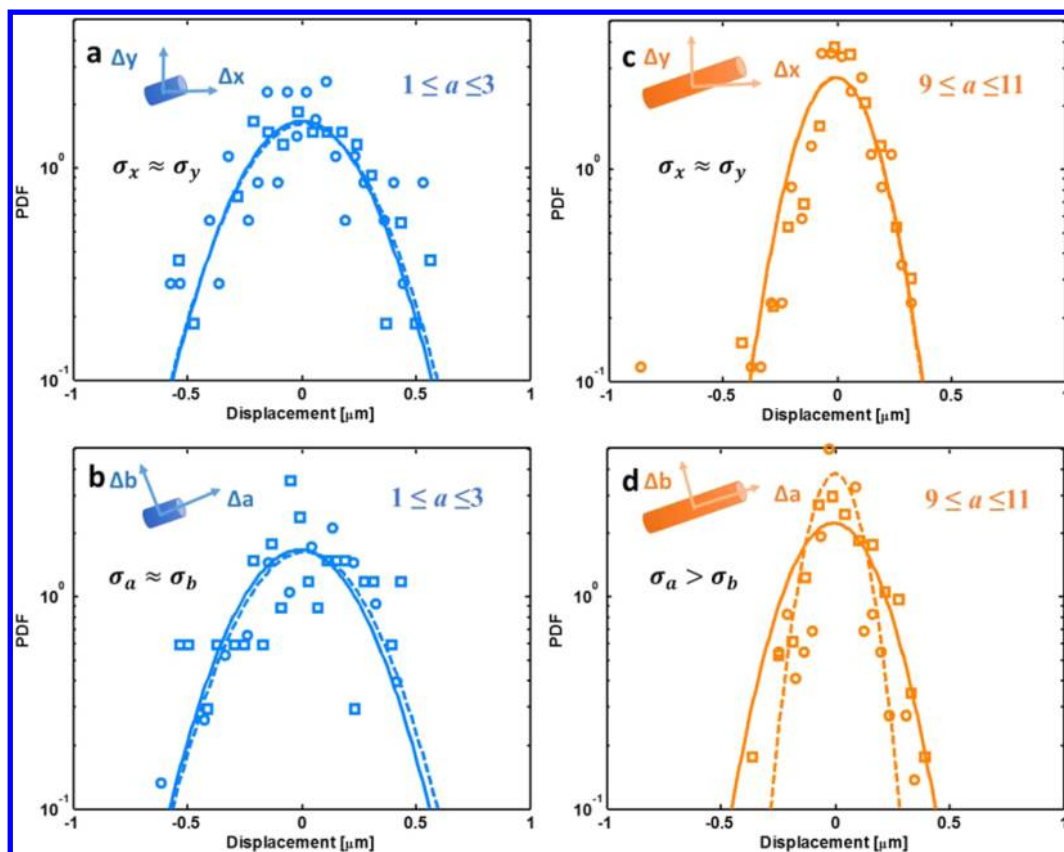 a
Δy
Δx
1 ≤ a ≤3
σx ≈ σy
PDF
10⁰
10⁻¹
-1 -0.5 0 0.5 1
Displacement [μm]
c
Δy
Δx
9 ≤ a ≤11
σx ≈ σy
PDF
10⁰
10⁻¹
-1 -0.5 0 0.5 1
Displacement [μm]
b
Δb
Δa
1 ≤ a ≤3
σa ≈ σb
PDF
10⁰
10⁻¹
-1 -0.5 0 0.5 1
Displacement [μm]
d
Δb
Δa
9 ≤ a ≤11
σa > σb
PDF
10⁰
10⁻¹
-1 -0.5 0 0.5 1
Displacement [μm]